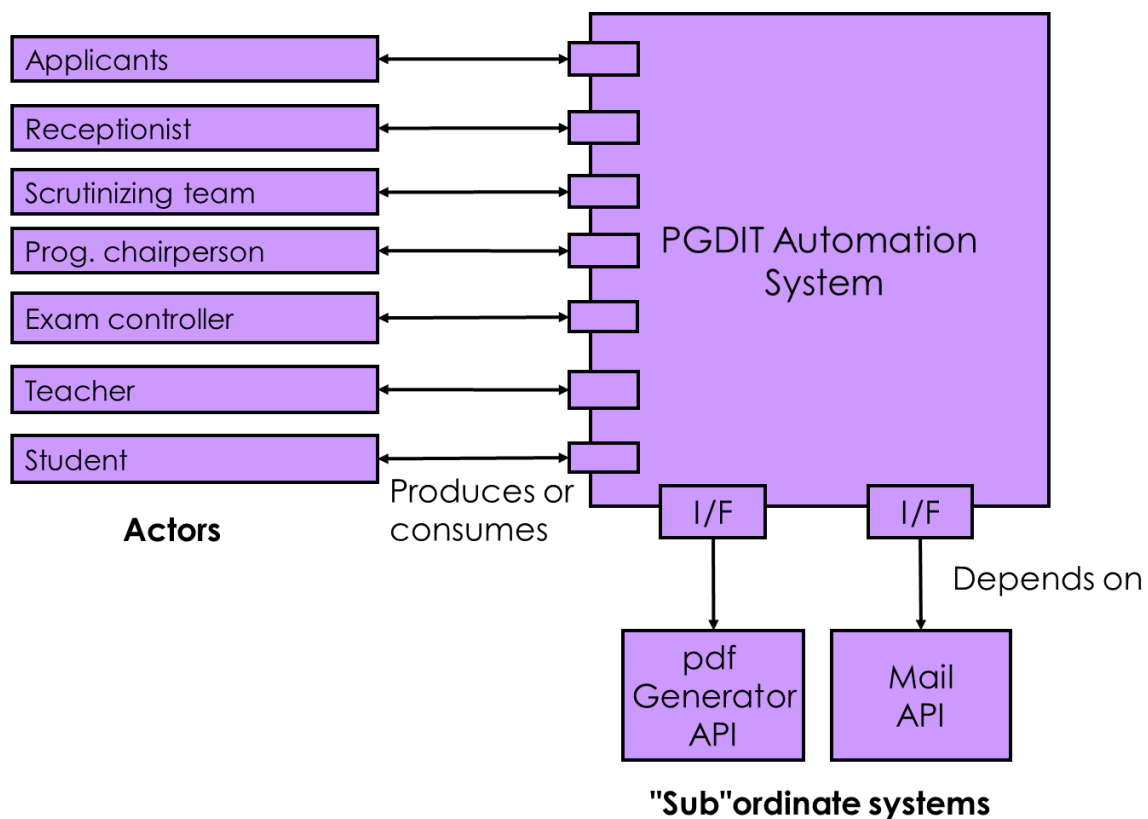 Applicants
Receptionist
Scrutinizing team
Prog. chairperson
Exam controller
Teacher
Student
Actors
Produces or
consumes
PGDIT Automation
System
I/F
I/F
Depends on
pdf
Generator
API
Mail
API
"Sub"ordinate systems